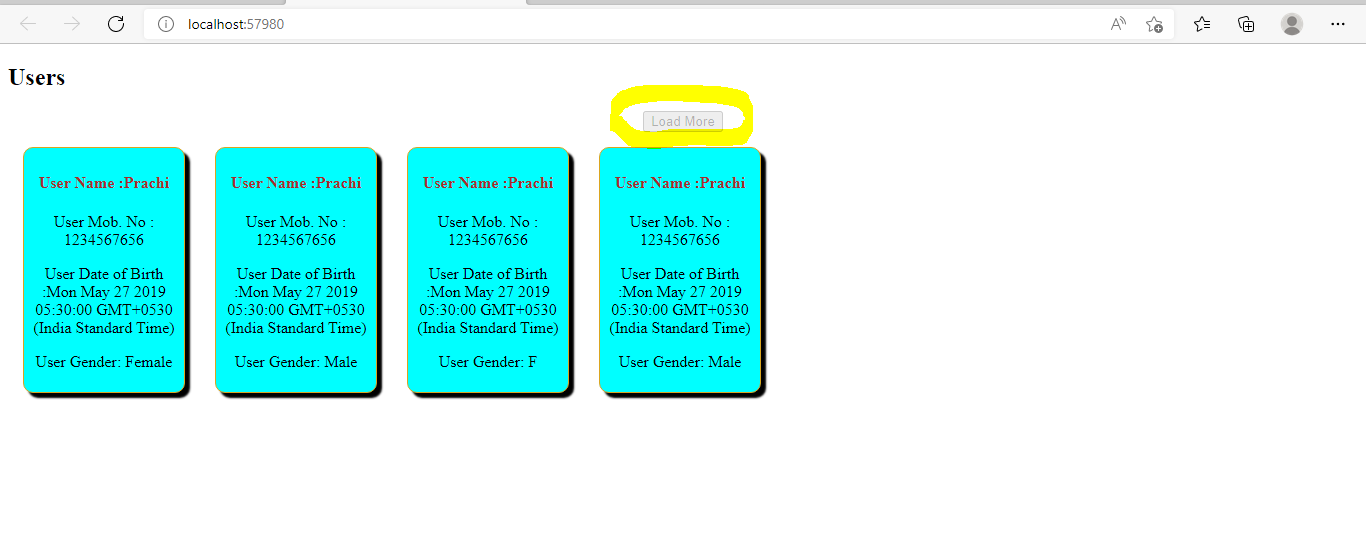 localhost:57980
Users
Load More
User Name :Prachi
User Mob. No :
1234567656
User Date of Birth
:Mon May 27 2019
05:30:00 GMT+0530
(India Standard Time)
User Gender: Female
User Name :Prachi
User Mob. No :
1234567656
User Date of Birth
:Mon May 27 2019
05:30:00 GMT+0530
(India Standard Time)
User Gender: Male
User Name :Prachi
User Mob. No :
1234567656
User Date of Birth
:Mon May 27 2019
05:30:00 GMT+0530
(India Standard Time)
User Gender: F
User Name :Prachi
User Mob. No :
1234567656
User Date of Birth
:Mon May 27 2019
05:30:00 GMT+0530
(India Standard Time)
User Gender: Male